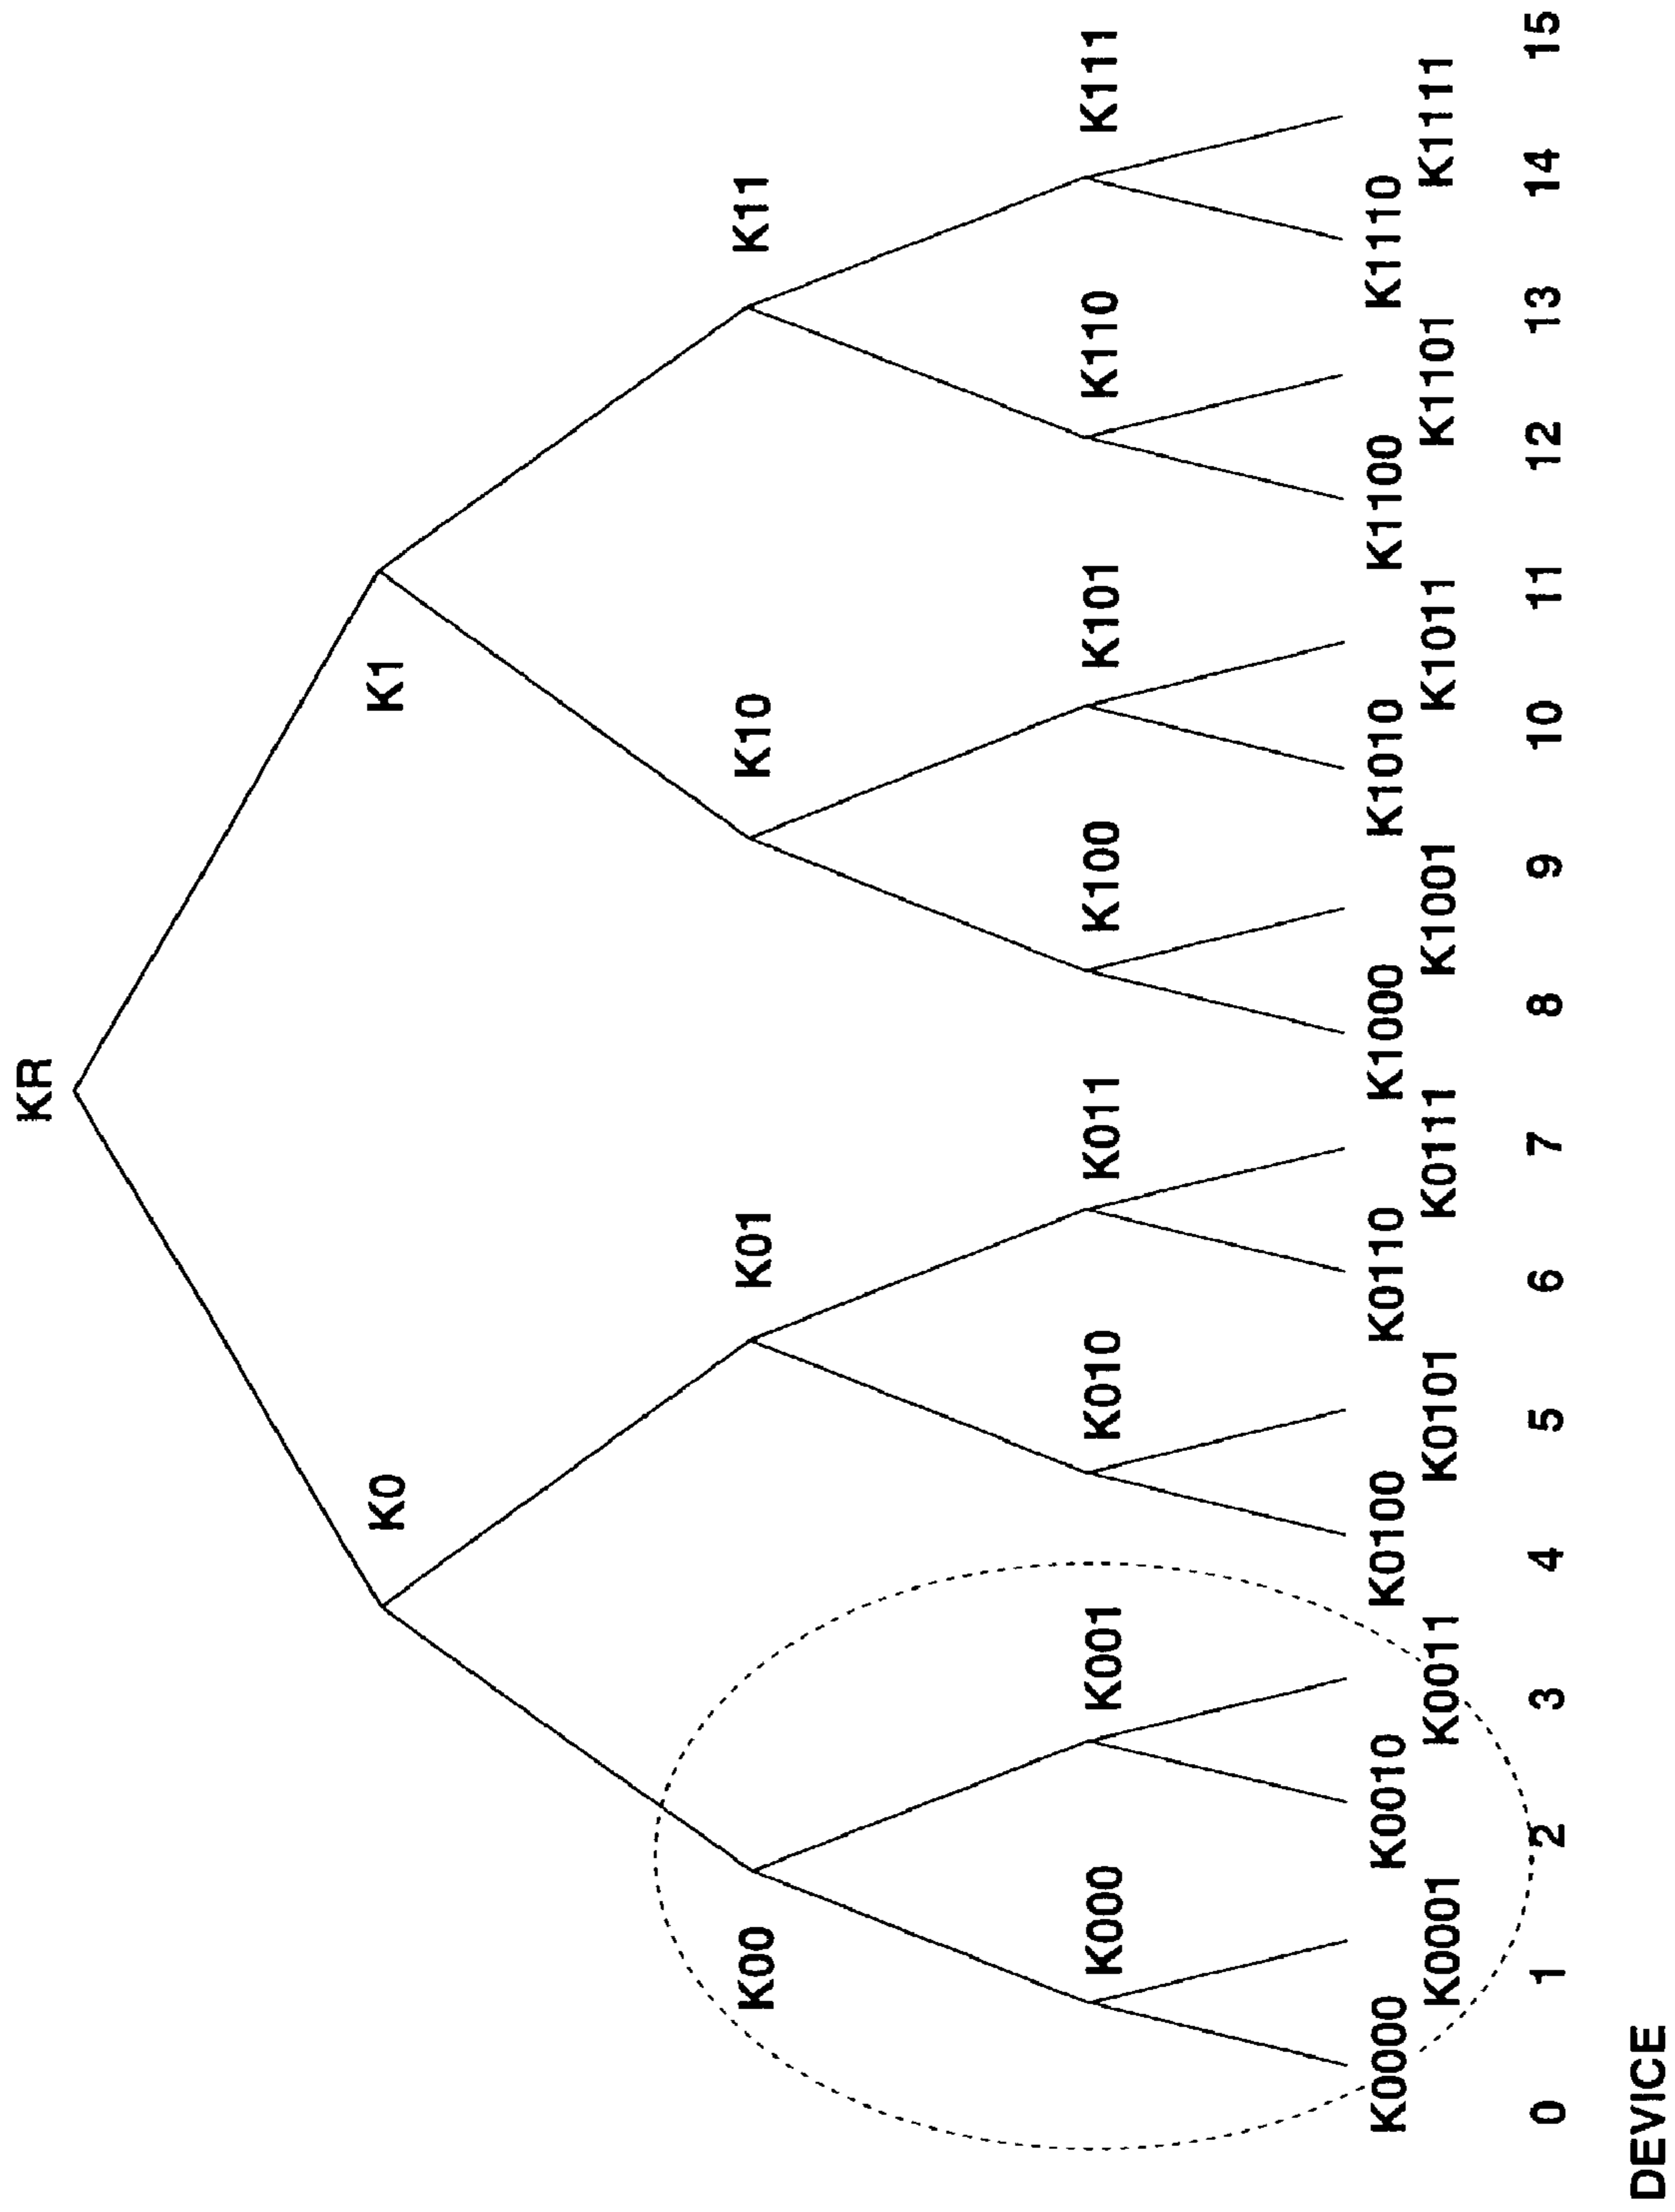 KR
K0 K1
K00 K01 K10 K11
K000 K001 K010 K011 K100 K101 K110 K111
K0000 K0010 K0100 K0110 K1000 K1010 K1100 K1110
K0001 K0011 K0101 K0111 K1001 K1011 K1101 K1111
0 1 2 3 4 5 6 7 8 9 10 11 12 13 14 15
DEVICE